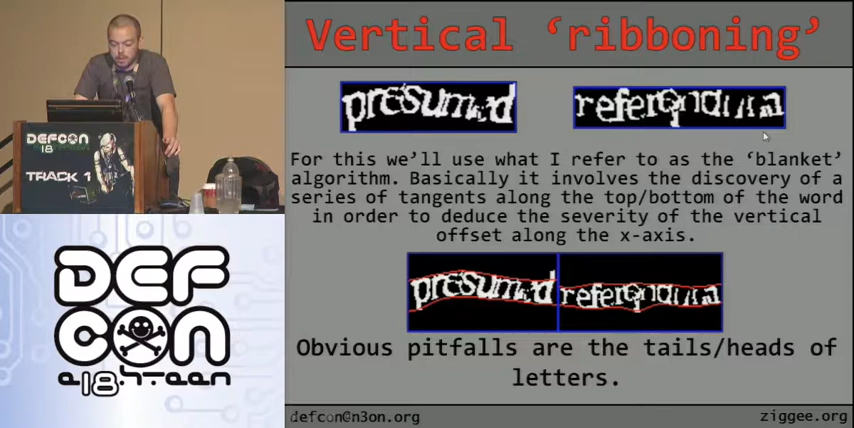 Vertical ‘ribboning’
presumed
referendum
For this we’ll use what I refer to as the ‘blanket’
algorithm. Basically it involves the discovery of a
series of tangents along the top/bottom of the word
in order to deduce the severity of the vertical
offset along the x-axis.
presumed
Obvious pitfalls are the tails/heads of
letters.
defcon@n3on.org
ziggee.org
DEFCON
18
TRACK 1
DEF
CON
e18hteen